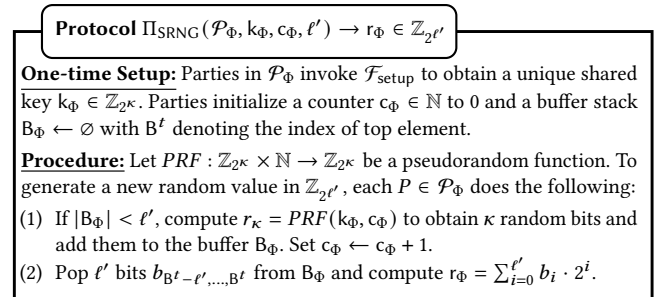 Protocol Π_SRNG(𝒫_Φ, k_Φ, c_Φ, ℓ′) → r_Φ ∈ ℤ_{2^{ℓ′}}
One-time Setup: Parties in 𝒫_Φ invoke ℱ_setup to obtain a unique shared
key k_Φ ∈ ℤ_{2^κ}. Parties initialize a counter c_Φ ∈ ℕ to 0 and a buffer stack
B_Φ ← ∅ with B^t denoting the index of top element.
Procedure: Let PRF : ℤ_{2^κ} × ℕ → ℤ_{2^κ} be a pseudorandom function. To
generate a new random value in ℤ_{2^{ℓ′}}, each P ∈ 𝒫_Φ does the following:
(1) If |B_Φ| < ℓ′, compute r_κ = PRF(k_Φ, c_Φ) to obtain κ random bits and
add them to the buffer B_Φ. Set c_Φ ← c_Φ + 1.
(2) Pop ℓ′ bits b_{B^t−ℓ′,...,B^t} from B_Φ and compute r_Φ = ∑_{i=0}^{ℓ′} b_i · 2^i.